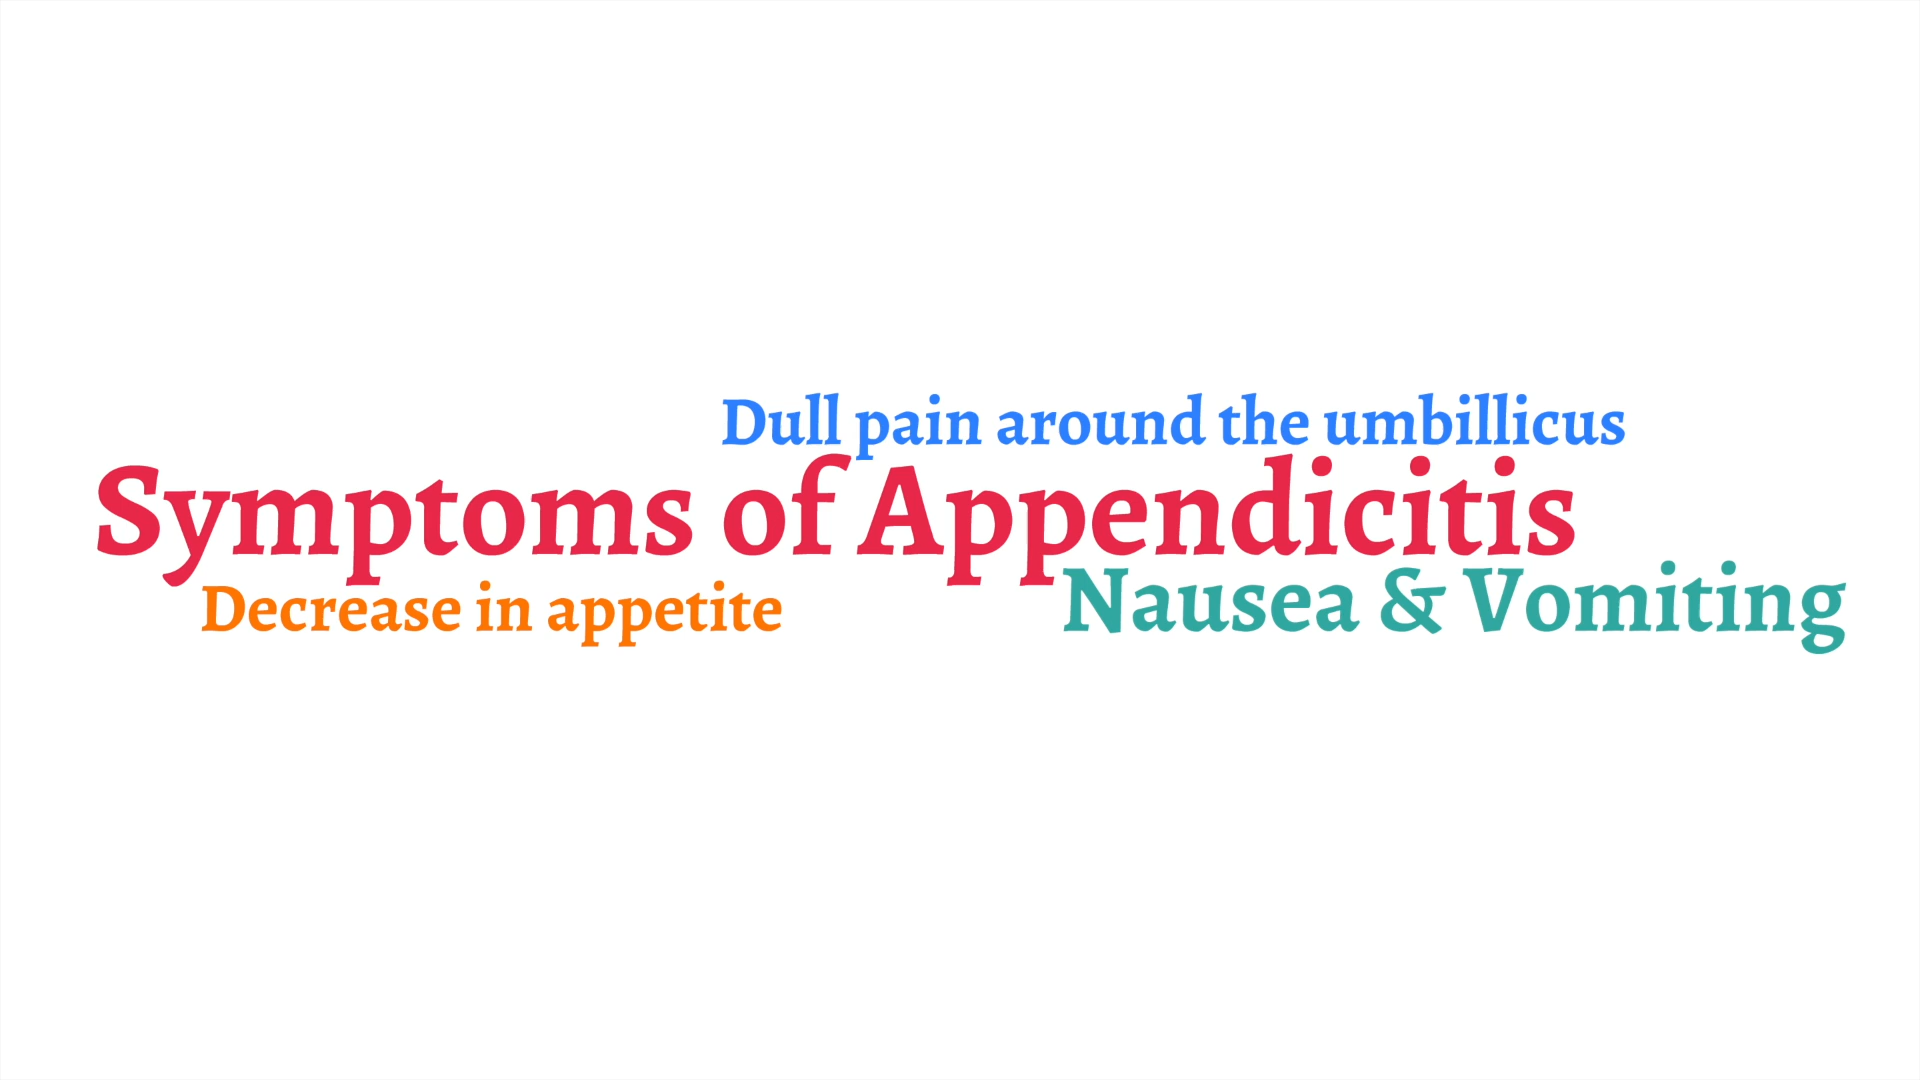 Dull pain around the umbillicus
Symptoms of Appendicitis
Decrease in appetite
Nausea & Vomiting